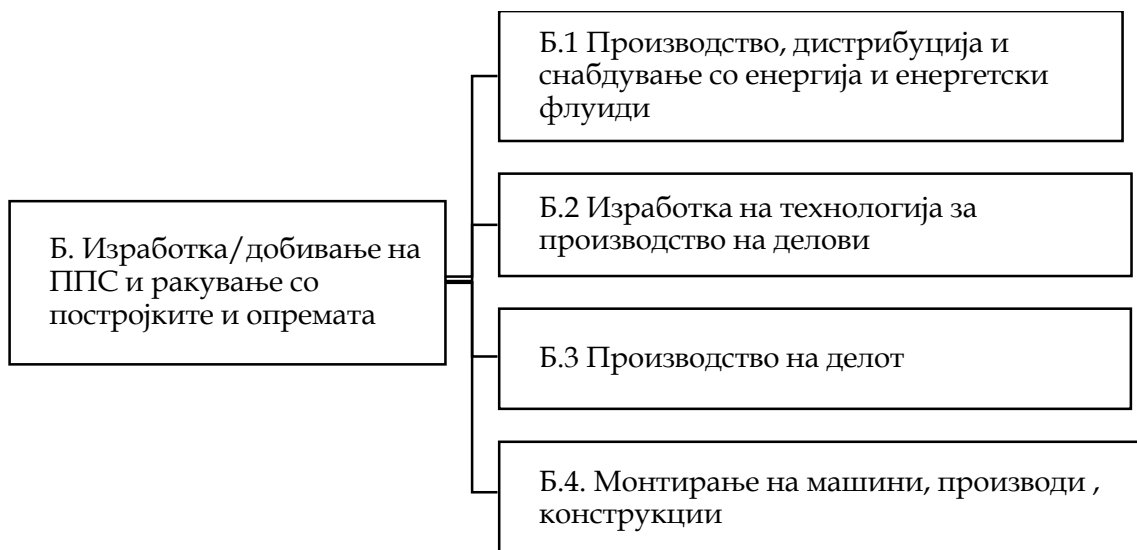 Б. Изработка/добивање на
ППС и ракување со
постројките и опремата
Б.1 Производство, дистрибуција и
снабдување со енергија и енергетски
флуиди
Б.2 Изработка на технологија за
производство на делови
Б.3 Производство на делот
Б.4. Монтирање на машини, производи ,
конструкции